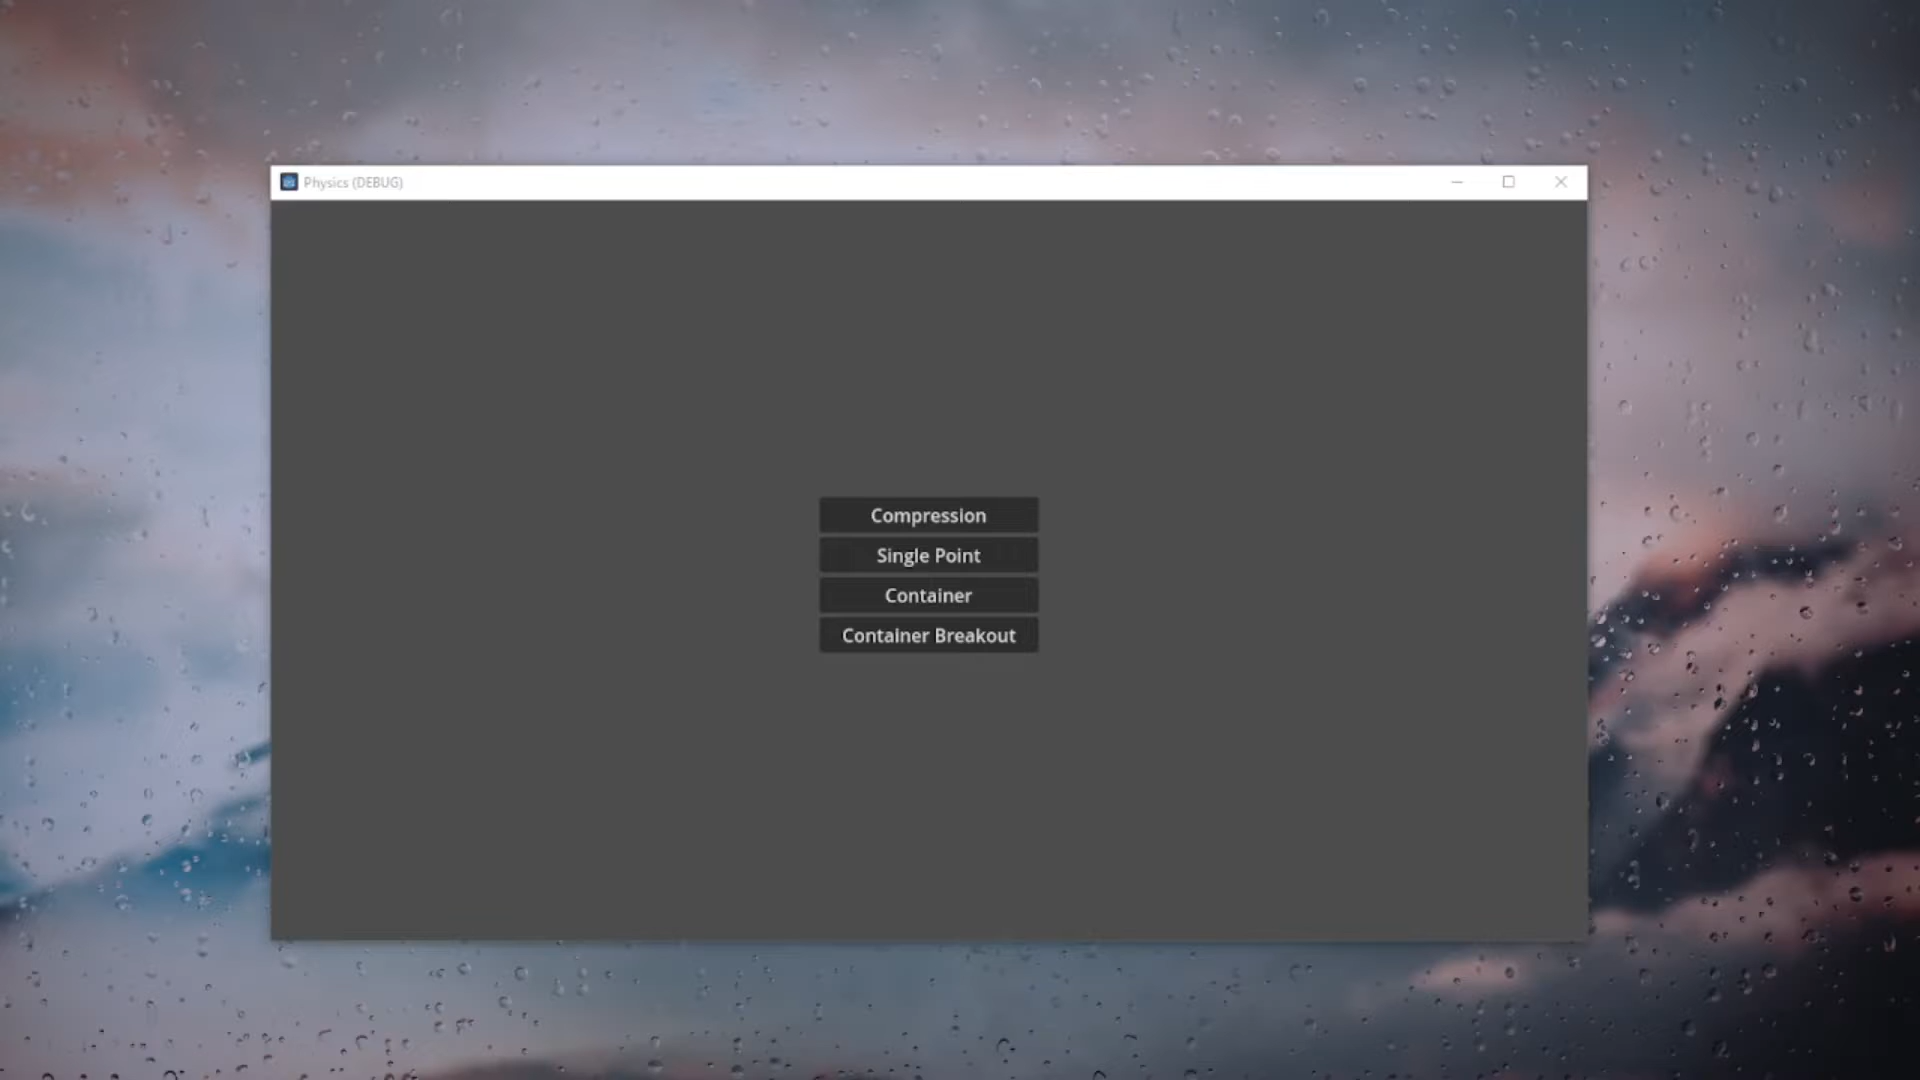 Physics (DEBUG)
Compression
Single Point
Container
Container Breakout